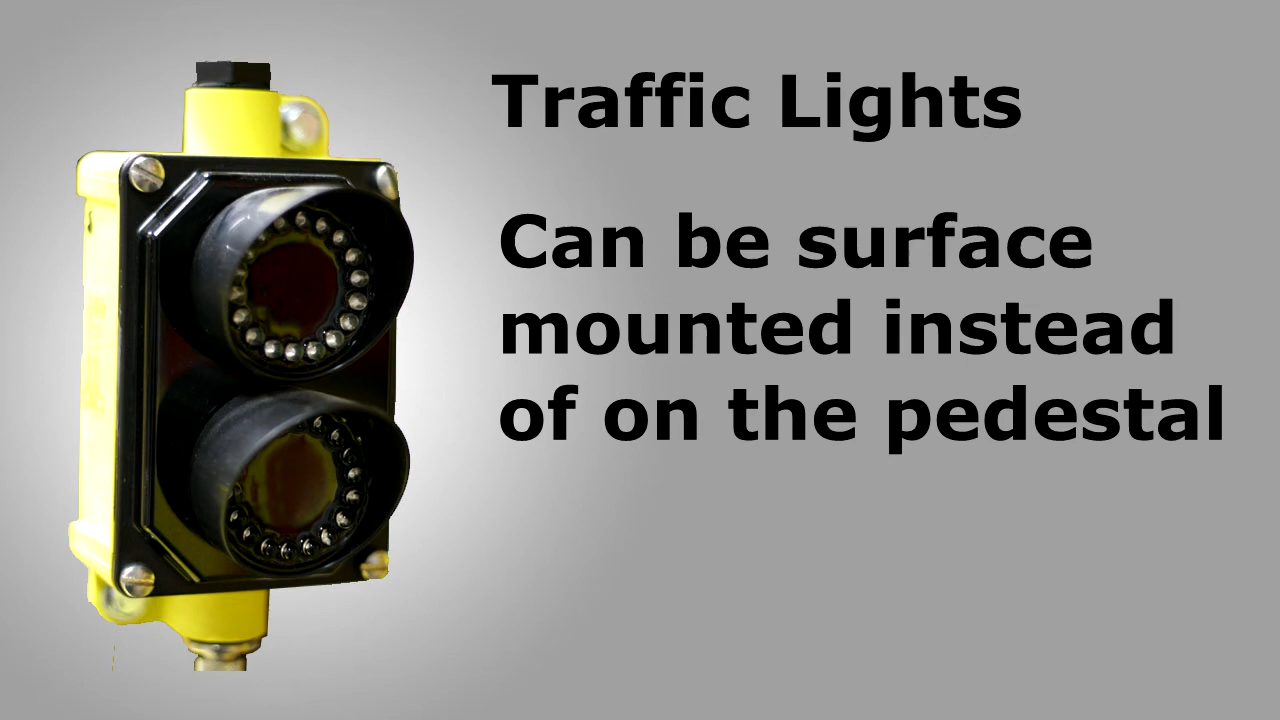 Traffic Lights
Can be surface
mounted instead
of on the pedestal